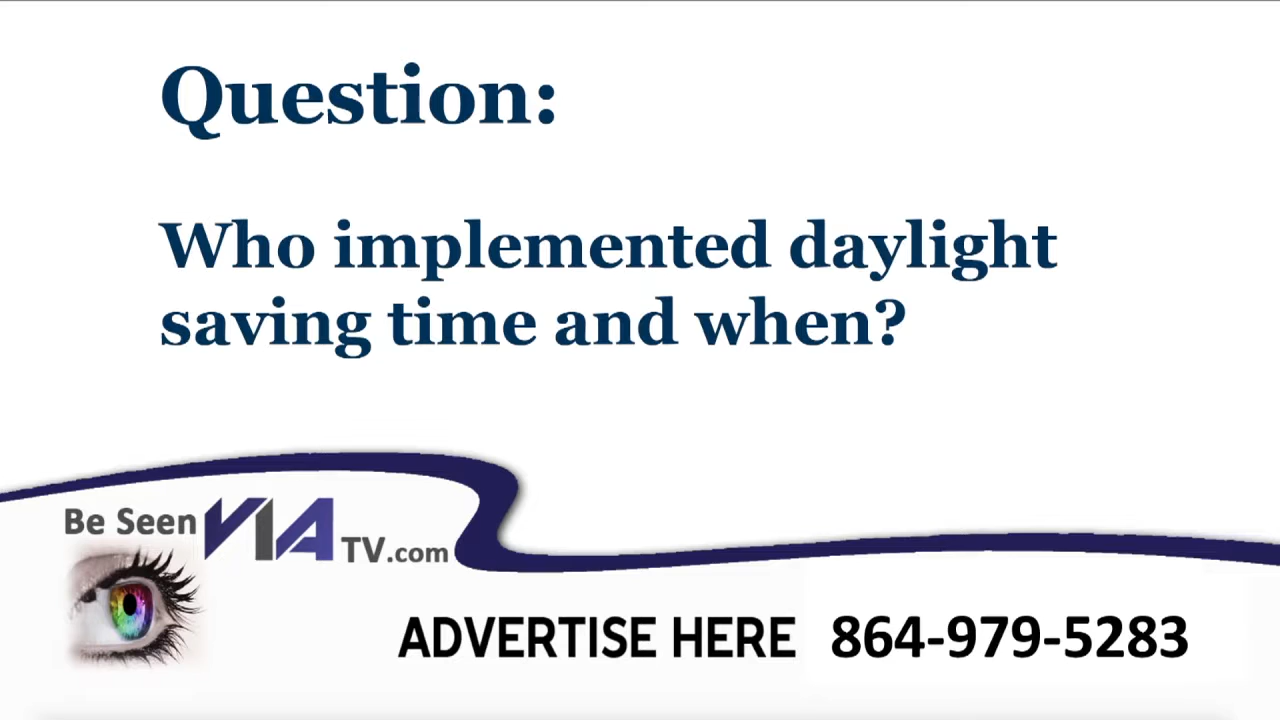 Question:
Who implemented daylight
saving time and when?
Be Seen VIA TV.com
ADVERTISE HERE 864-979-5283